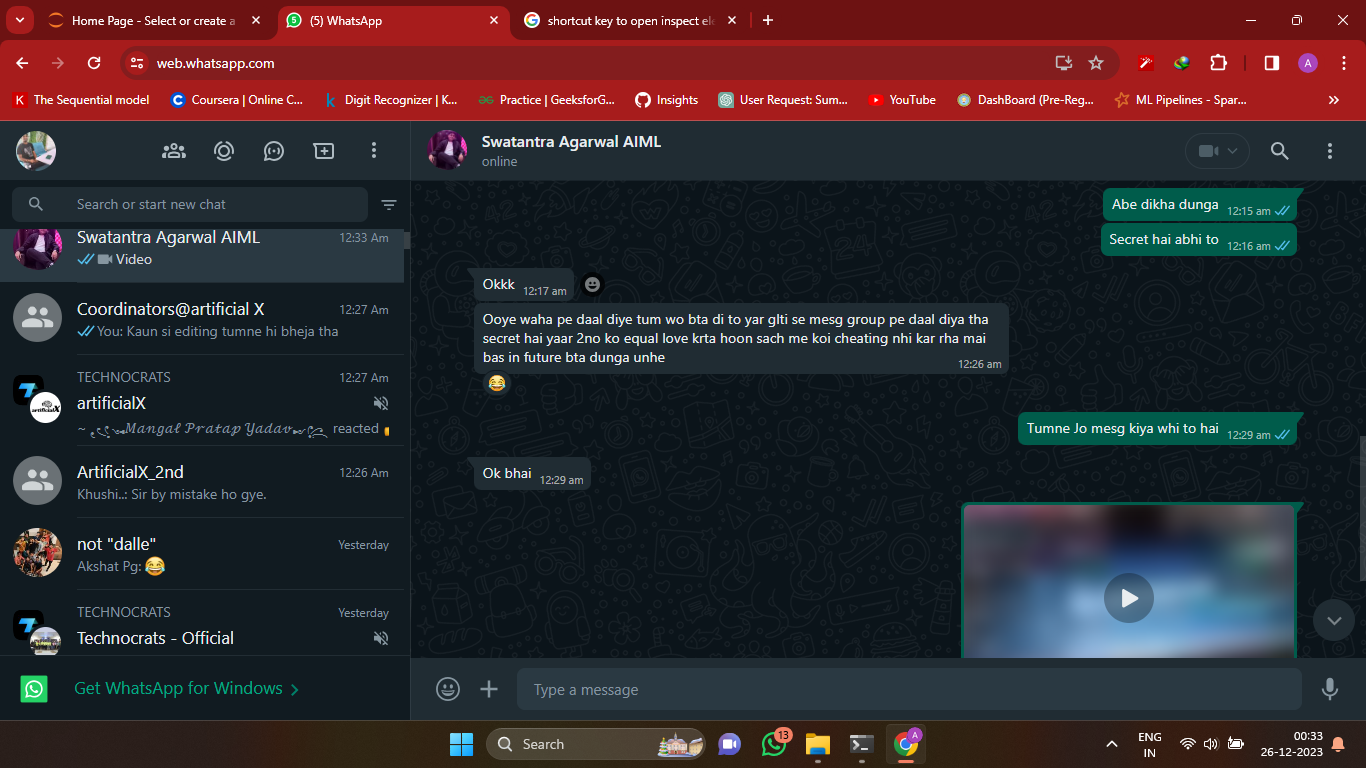 Home Page - Select or create a
(5) WhatsApp
shortcut key to open inspect ele
web.whatsapp.com
The Sequential model
Coursera | Online C...
Digit Recognizer | K...
Practice | GeeksforG...
Insights
User Request: Sum...
YouTube
DashBoard (Pre-Reg...
ML Pipelines - Spar...
Search or start new chat
Swatantra Agarwal AIML 12:33 Am
Video
Coordinators@artificial X 12:27 Am
You: Kaun si editing tumne hi bheja tha
TECHNOCRATS 12:27 Am
artificialX
~ Mangal Pratap Yadav reacted
ArtificialX_2nd 12:26 Am
Khushi..: Sir by mistake ho gye.
not "dalle" Yesterday
Akshat Pg: 😂
TECHNOCRATS Yesterday
Technocrats - Official
Get WhatsApp for Windows
Swatantra Agarwal AIML
online
Abe dikha dunga 12:15 am
Secret hai abhi to 12:16 am
Okkk 12:17 am
Ooye waha pe daal diye tum wo bta di to yar glti se mesg group pe daal diya tha
secret hai yaar 2no ko equal love krta hoon sach me koi cheating nhi kar rha mai
bas in future bta dunga unhe
12:26 am
😂
Tumne Jo mesg kiya whi to hai 12:29 am
Ok bhai 12:29 am
Type a message
Search
13
A
ENG
IN
00:33
26-12-2023